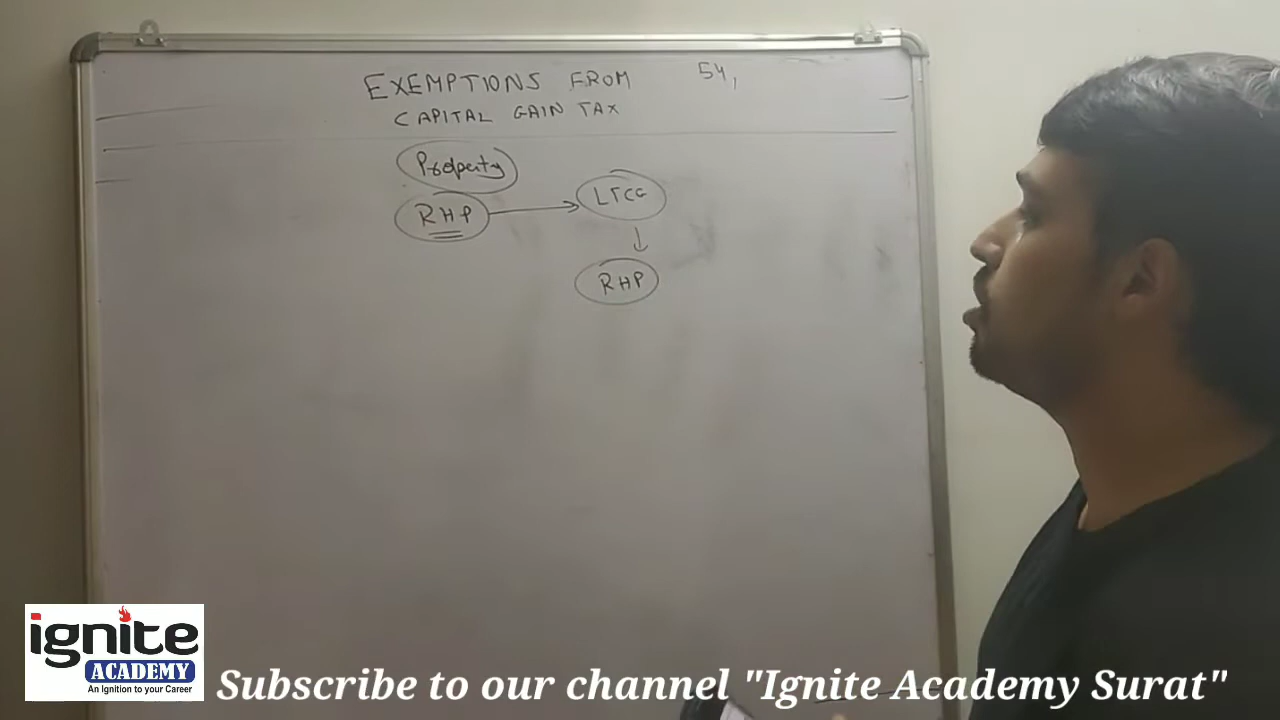 EXEMPTIONS FROM 54,
CAPITAL GAIN TAX
Property
RHP LTCG
RHP
ignite
ACADEMY
An Ignition to your Career
Subscribe to our channel "Ignite Academy Surat"